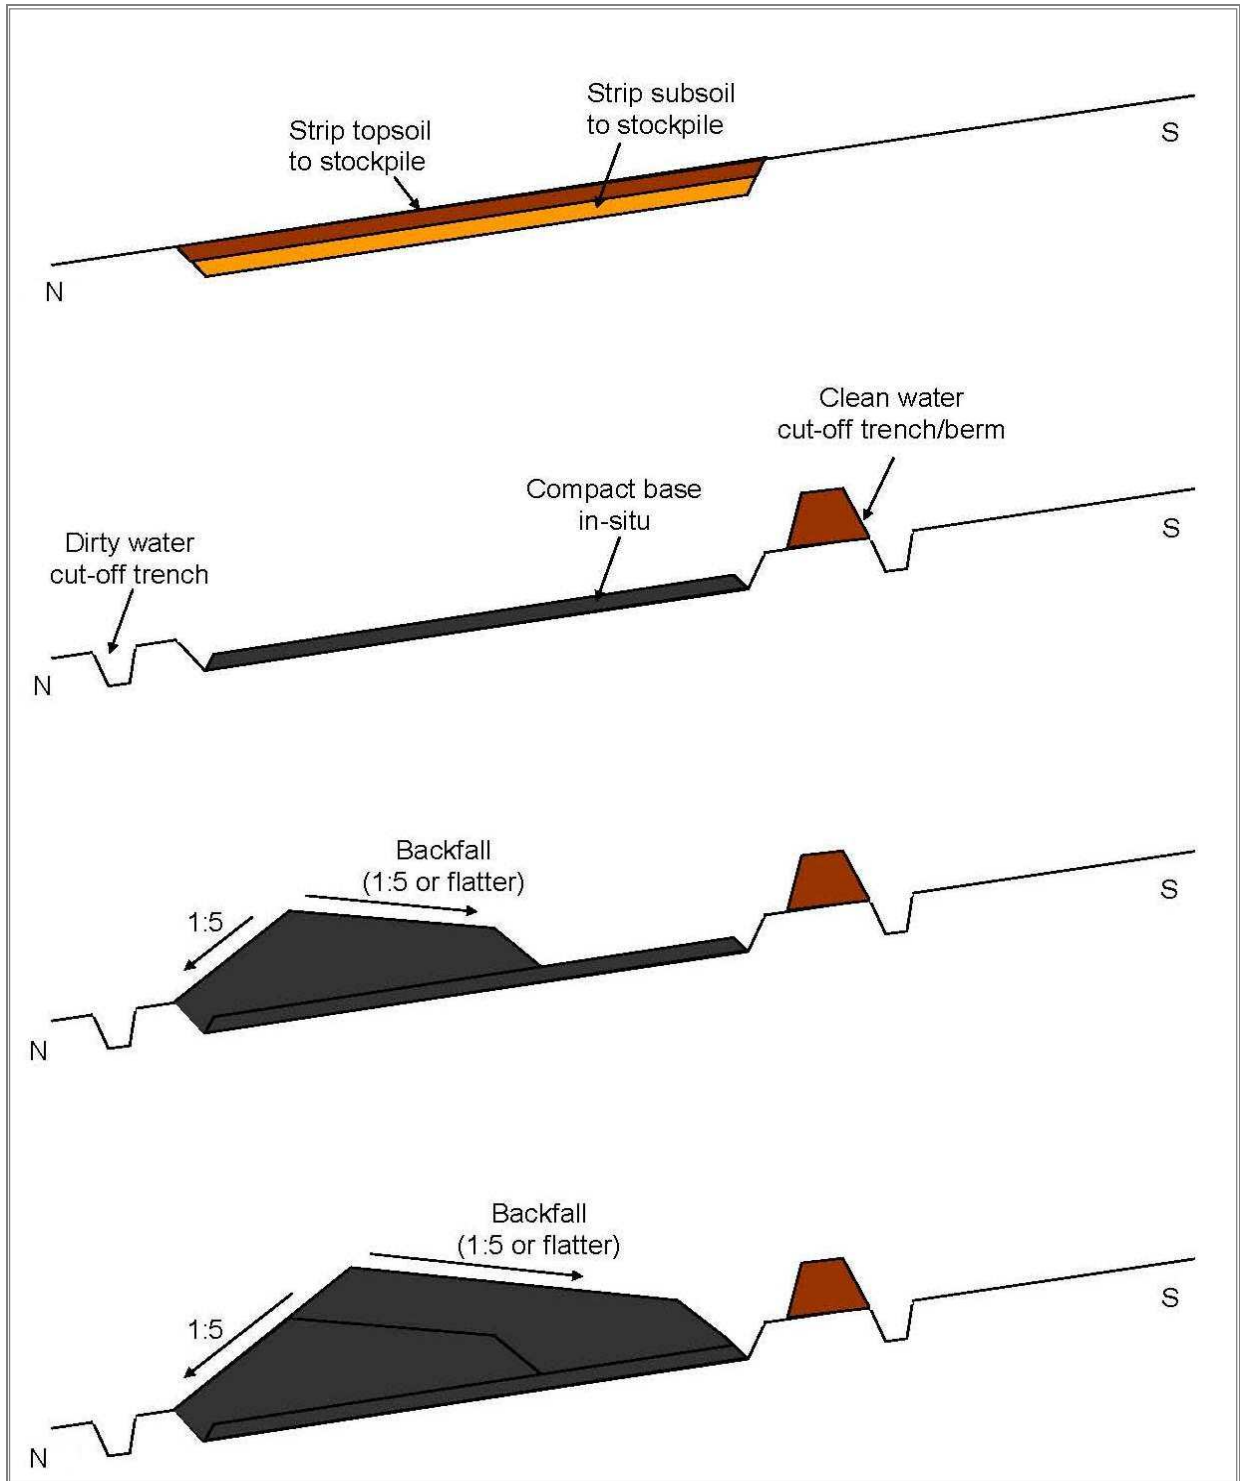 Strip subsoil
to stockpile
Strip topsoil
to stockpile
S
N
Clean water
cut-off trench/berm
Compact base
in-situ
S
Dirty water
cut-off trench
N
Backfall
(1:5 or flatter)
1:5
S
N
Backfall
(1:5 or flatter)
1:5
S
N